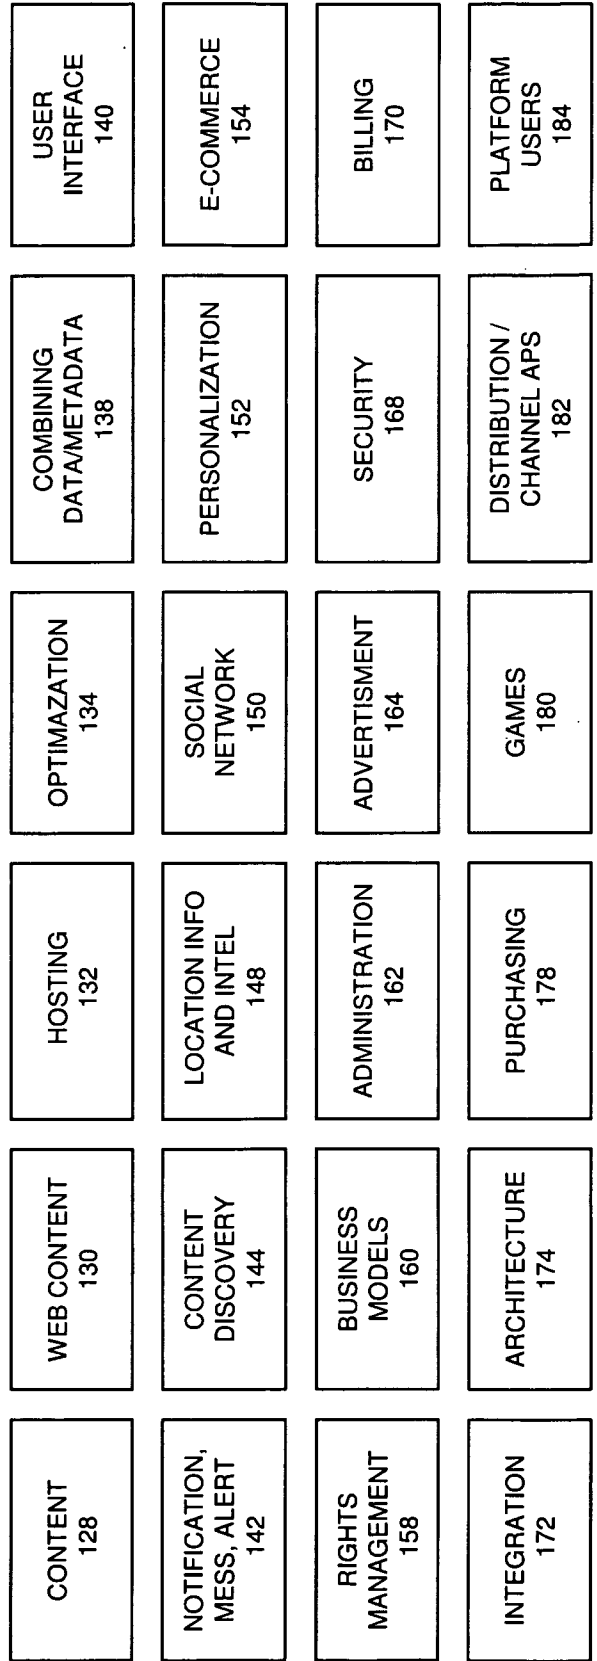 CONTENT
128
WEB CONTENT
130
HOSTING
132
OPTIMAZATION
134
COMBINING
DATA/METADATA
138
USER
INTERFACE
140
NOTIFICATION,
MESS, ALERT
142
CONTENT
DISCOVERY
144
LOCATION INFO
AND INTEL
148
SOCIAL
NETWORK
150
PERSONALIZATION
152
E-COMMERCE
154
RIGHTS
MANAGEMENT
158
BUSINESS
MODELS
160
ADMINISTRATION
162
ADVERTISMENT
164
SECURITY
168
BILLING
170
INTEGRATION
172
ARCHITECTURE
174
PURCHASING
178
GAMES
180
DISTRIBUTION /
CHANNEL APS
182
PLATFORM
USERS
184